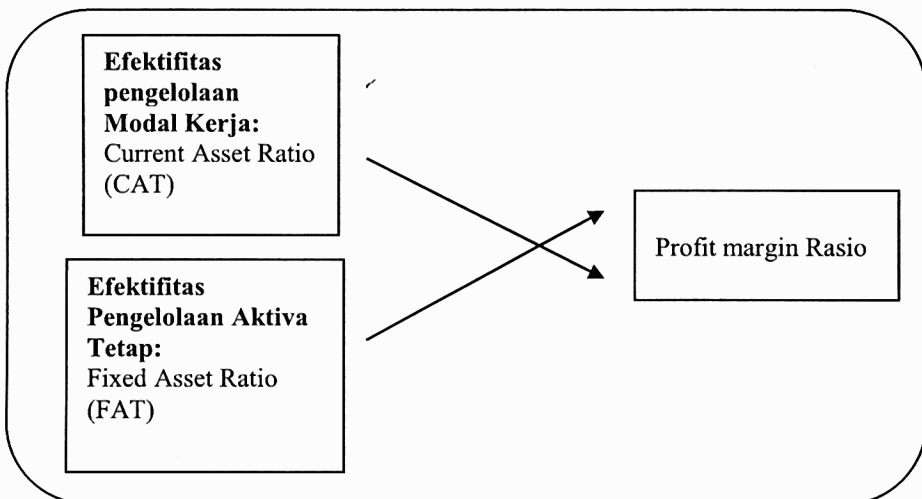 Efektifitas
pengelolaan
Modal Kerja:
Current Asset Ratio
(CAT)
Profit margin Rasio
Efektifitas
Pengelolaan Aktiva
Tetap:
Fixed Asset Ratio
(FAT)